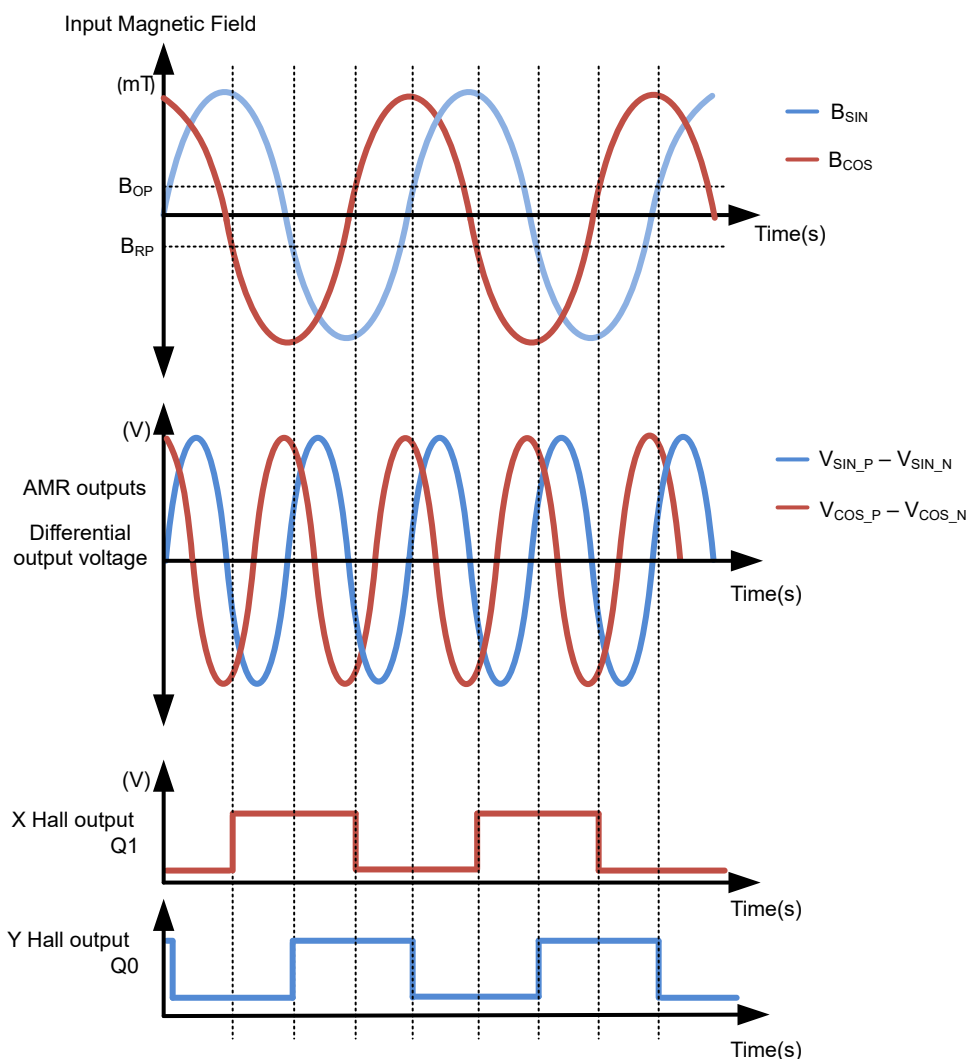 Input Magnetic Field
(mT)
B_SIN
B_COS
B_OP
B_RP
Time(s)
(V)
AMR outputs
Differential
output voltage
V_SIN_P – V_SIN_N
V_COS_P – V_COS_N
Time(s)
(V)
X Hall output
Q1
Time(s)
Y Hall output
Q0
Time(s)